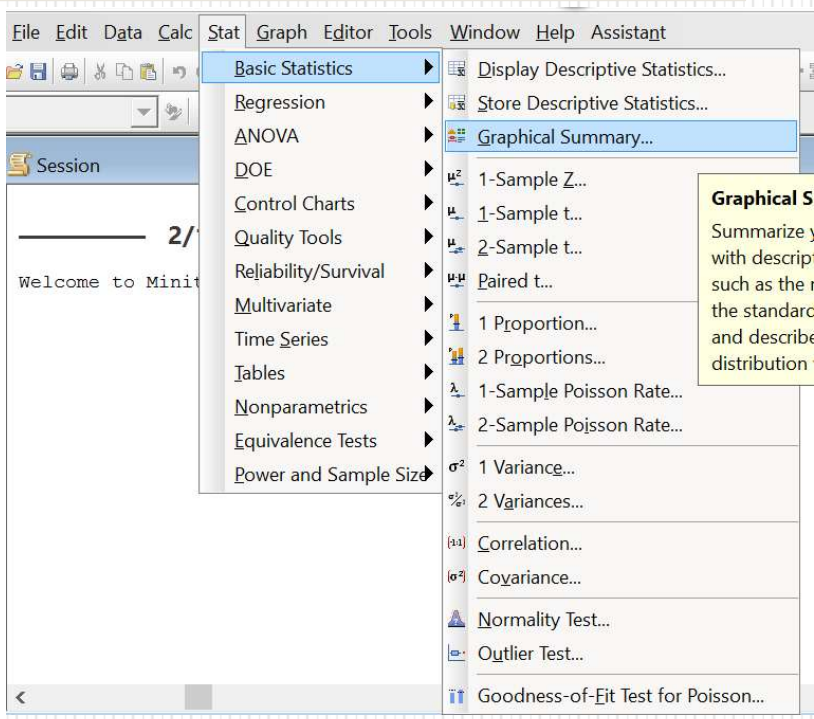 File Edit Data Calc Stat Graph Editor Tools Window Help Assistant
Basic Statistics
Regression
ANOVA
DOE
Control Charts
Quality Tools
Reliability/Survival
Multivariate
Time Series
Tables
Nonparametrics
Equivalence Tests
Power and Sample Size
Display Descriptive Statistics...
Store Descriptive Statistics...
Graphical Summary...
µ² 1-Sample Z...
µ 1-Sample t...
µ 2-Sample t...
µ-µ Paired t...
1 Proportion...
2 Proportions...
λ 1-Sample Poisson Rate...
λ 2-Sample Poisson Rate...
σ² 1 Variance...
2 Variances...
Correlation...
Covariance...
Normality Test...
Outlier Test...
Goodness-of-Fit Test for Poisson...
Session
2/
Welcome to Minit
Graphical S
Summarize y
with descript
such as the
the standard
and describe
distribution